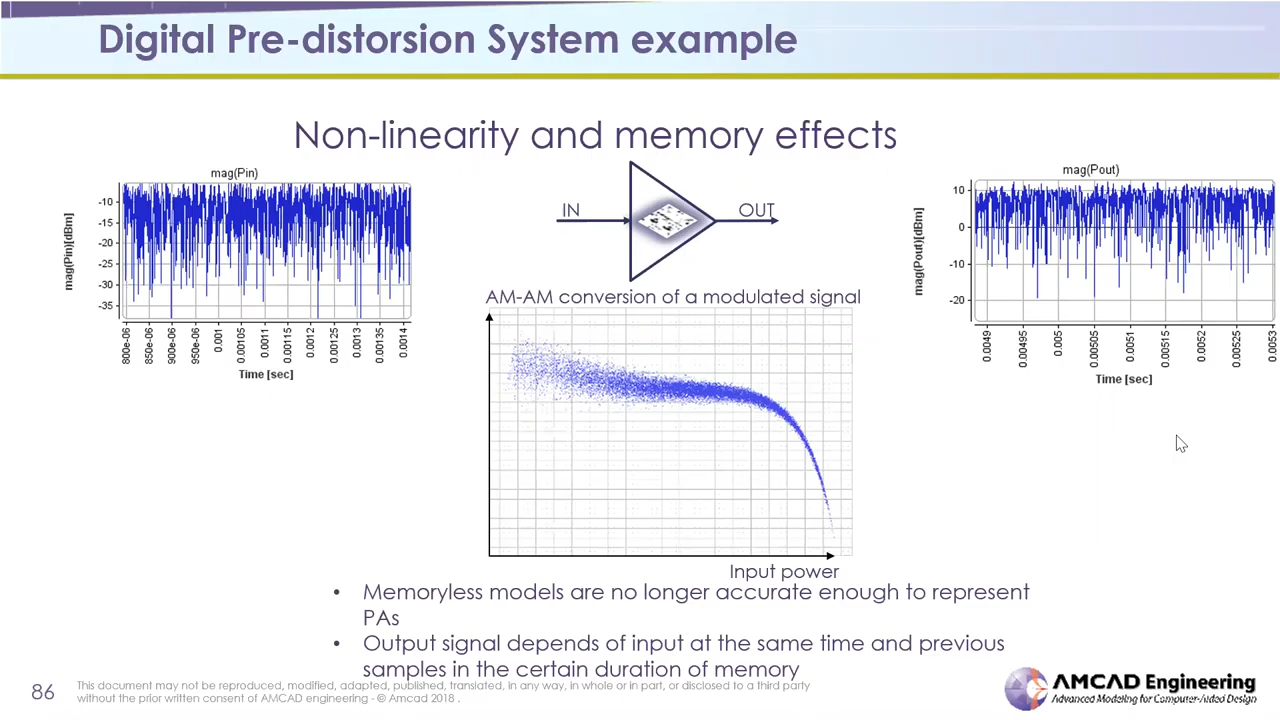 Digital Pre-distorsion System example
Non-linearity and memory effects
mag(Pin)
mag(Pin)[dBm]
-10
-15
-20
-25
-30
-35
800e-06 850e-06 900e-06 950e-06 0.001 0.00105 0.0011 0.00115 0.0012 0.00125 0.0013 0.00135 0.0014
Time [sec]
IN
OUT
mag(Pout)
mag(Pout)[dBm]
10
0
-10
-20
0.00489 0.00495 0.005 0.00505 0.0051 0.00515 0.0052 0.00525 0.0053
Time [sec]
AM-AM conversion of a modulated signal
Input power
• Memoryless models are no longer accurate enough to represent
PAs
• Output signal depends of input at the same time and previous
samples in the certain duration of memory
86
This document may not be reproduced, modified, adapted, published, translated, in any way, in whole or in part, or disclosed to a third party
without the prior written consent of AMCAD engineering - © Amcad 2018 .
AMCAD Engineering
Advanced Modeling for Computer-Aided Design